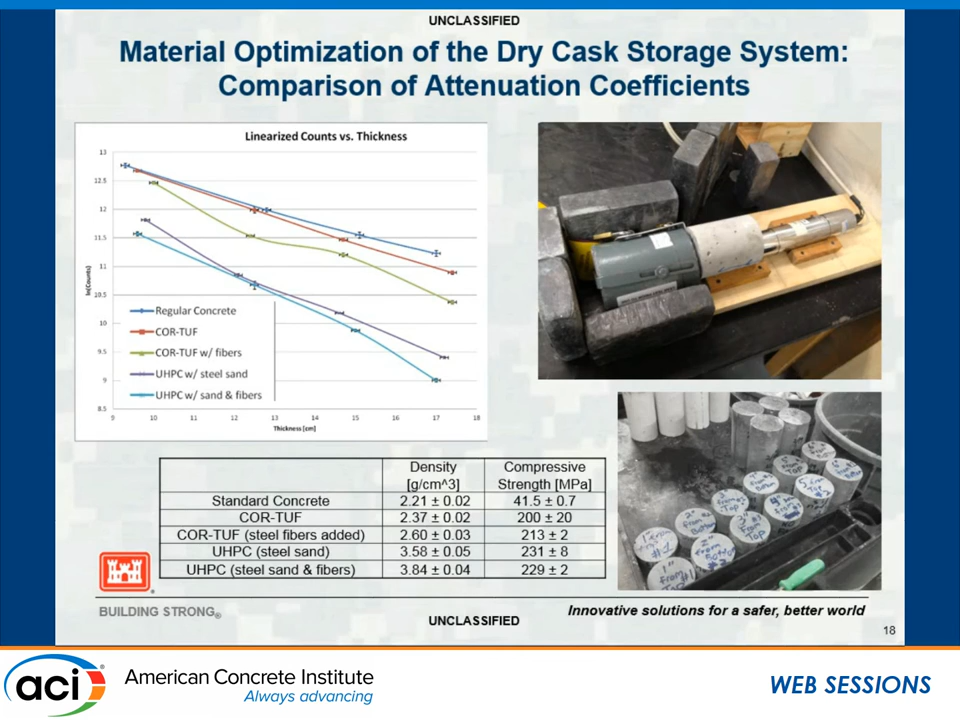 UNCLASSIFIED
Material Optimization of the Dry Cask Storage System:
Comparison of Attenuation Coefficients
Linearized Counts vs. Thickness
13
12.5
12
11.5
11
10.5
10
9.5
9
8.5
ln(Counts)
Regular Concrete
COR-TUF
COR-TUF w/ fibers
UHPC w/ steel sand
UHPC w/ sand & fibers
9 10 11 12 13 14 15 16 17 18
Thickness [cm]
Density [g/cm^3] Compressive Strength [MPa]
Standard Concrete 2.21 ± 0.02 41.5 ± 0.7
COR-TUF 2.37 ± 0.02 200 ± 20
COR-TUF (steel fibers added) 2.60 ± 0.03 213 ± 2
UHPC (steel sand) 3.58 ± 0.05 231 ± 8
UHPC (steel sand & fibers) 3.84 ± 0.04 229 ± 2
BUILDING STRONG®
Innovative solutions for a safer, better world
UNCLASSIFIED
18
aci®
American Concrete Institute
Always advancing
WEB SESSIONS